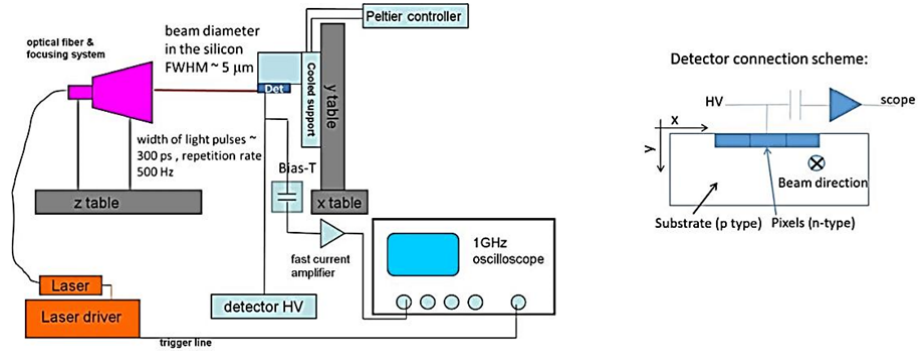 optical fiber &
focusing system
beam diameter
in the silicon
FWHM ~ 5 µm
Peltier controller
Det
Cooled support
y table
width of light pulses ~
300 ps , repetition rate
500 Hz
Bias-T
z table
x table
fast current
amplifier
1GHz
oscilloscope
Laser
Laser driver
detector HV
trigger line
Detector connection scheme:
HV
scope
x
y
Beam direction
Substrate (p type)
Pixels (n-type)